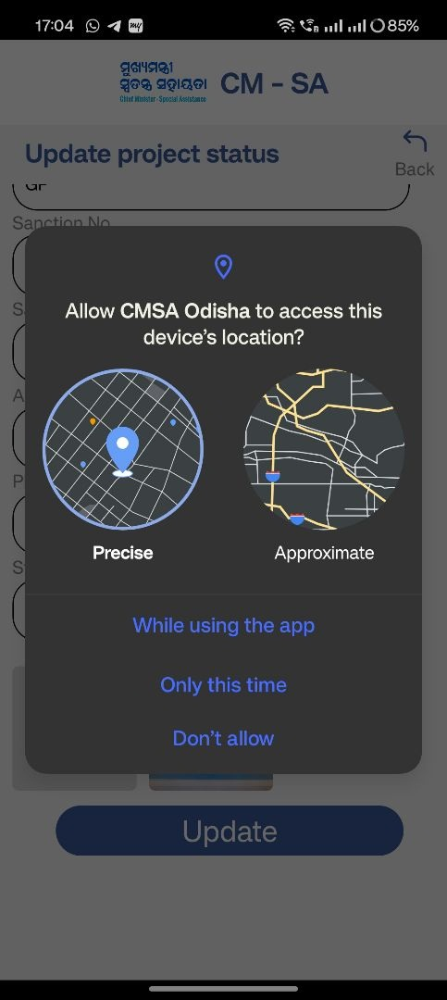 17:04
my
2
85%
ମୁଖ୍ୟମନ୍ତ୍ରୀ
ସ୍ୱତନ୍ତ୍ର ସହାୟତା
Chief Minister - Special Assistance
CM - SA
Update project status
Back
GP
Sanction No
Allow CMSA Odisha to access this
device's location?
Precise
Approximate
While using the app
Only this time
Don't allow
Update